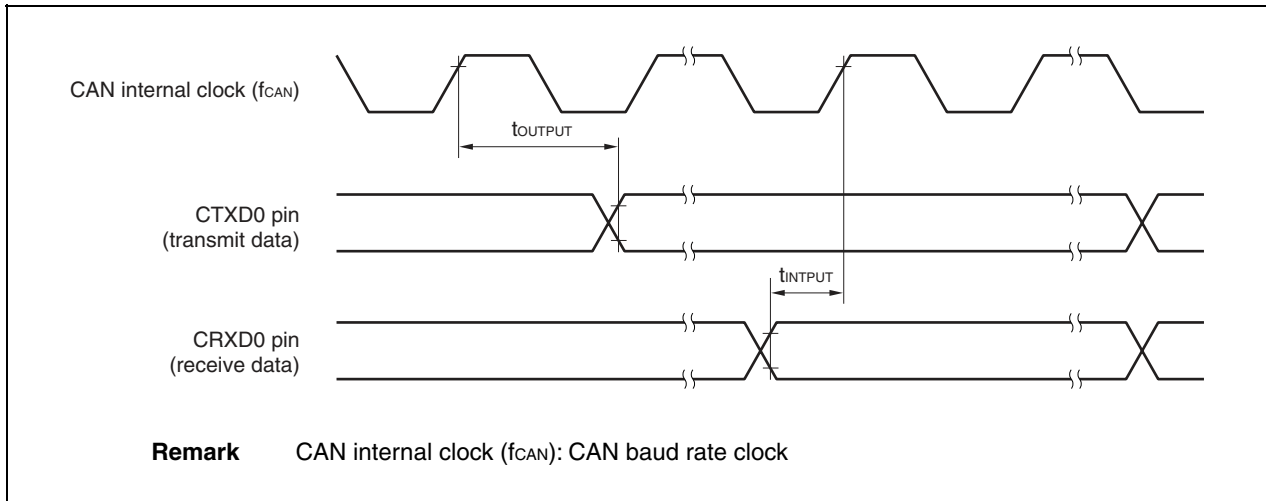 CAN internal clock (fCAN)
tOUTPUT
CTXD0 pin
(transmit data)
tINTPUT
CRXD0 pin
(receive data)
Remark CAN internal clock (fCAN): CAN baud rate clock